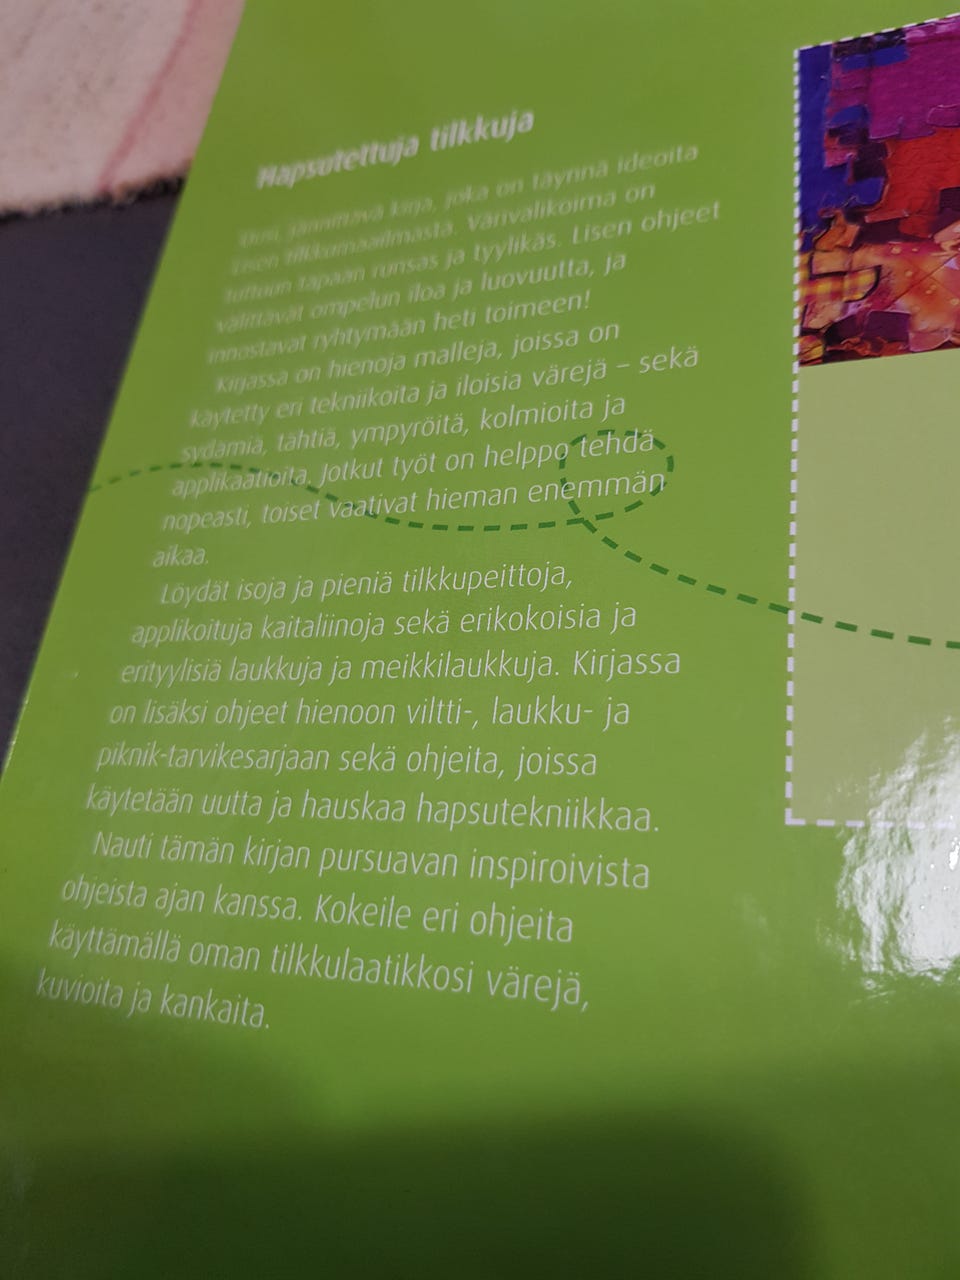 Hapsutettuja tilkkuja
Uusi, jännittävä kirja, joka on täynnä ideoita
Lisen tilkkumaailmasta. Värivalikoima on
tuttuun tapaan runsas ja tyylikäs. Lisen ohjeet
välittävät ompelun iloa ja luovuutta, ja
innostavat ryhtymään heti toimeen!
Kirjassa on hienoja malleja, joissa on
käytetty eri tekniikoita ja iloisia värejä – sekä
sydämiä, tähtiä, ympyröitä, kolmioita ja
applikaatioita. Jotkut työt on helppo tehdä
nopeasti, toiset vaativat hieman enemmän
aikaa.
Löydät isoja ja pieniä tilkkupeittoja,
applikoituja kaitaliinoja sekä erikokoisia ja
erityylisiä laukkuja ja meikkilaukkuja. Kirjassa
on lisäksi ohjeet hienoon viltti-, laukku- ja
piknik-tarvikesarjaan sekä ohjeita, joissa
käytetään uutta ja hauskaa hapsutekniikkaa.
Nauti tämän kirjan pursuavan inspiroivista
ohjeista ajan kanssa. Kokeile eri ohjeita
käyttämällä oman tilkkulaatikkosi värejä,
kuvioita ja kankaita.